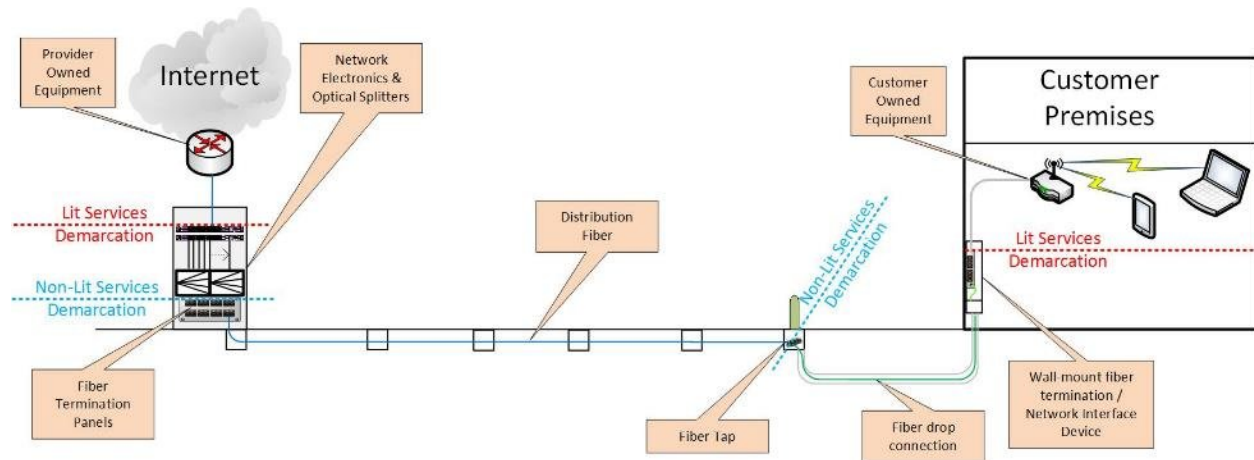 Provider
Owned
Equipment
Internet
Network
Electronics &
Optical Splitters
Customer
Owned
Equipment
Customer
Premises
Lit Services
Demarcation
Distribution
Fiber
Non-Lit Services
Demarcation
Lit Services
Demarcation
Non-Lit Services
Demarcation
Fiber
Termination
Panels
Fiber Tap
Fiber drop
connection
Wall-mount fiber
termination /
Network Interface
Device